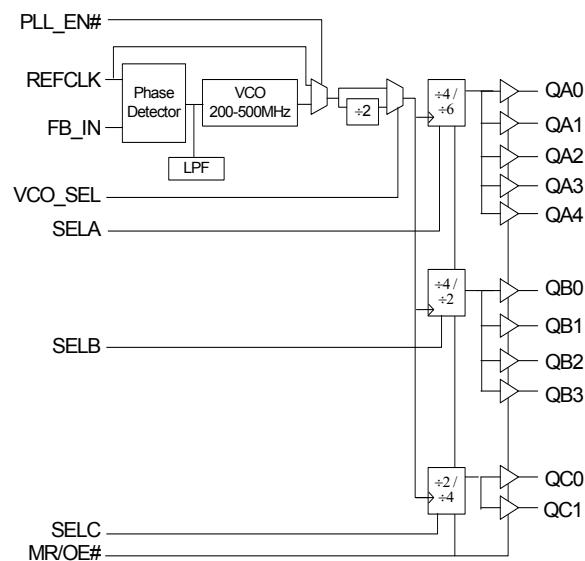 PLL_EN#
REFCLK
Phase
Detector
VCO
200-500MHz
÷2
÷4 /
÷6
QA0
QA1
QA2
QA3
QA4
FB_IN
LPF
VCO_SEL
SELA
÷4 /
÷2
QB0
QB1
QB2
QB3
SELB
÷2 /
÷4
QC0
QC1
SELC
MR/OE#